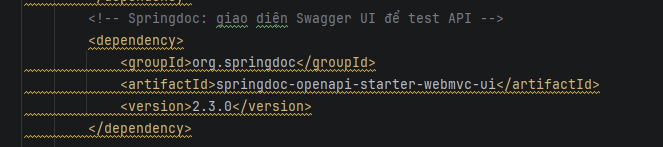 <!-- Springdoc: giao diện Swagger UI để test API -->
<dependency>
<groupId>org.springdoc</groupId>
<artifactId>springdoc-openapi-starter-webmvc-ui</artifactId>
<version>2.3.0</version>
</dependency>